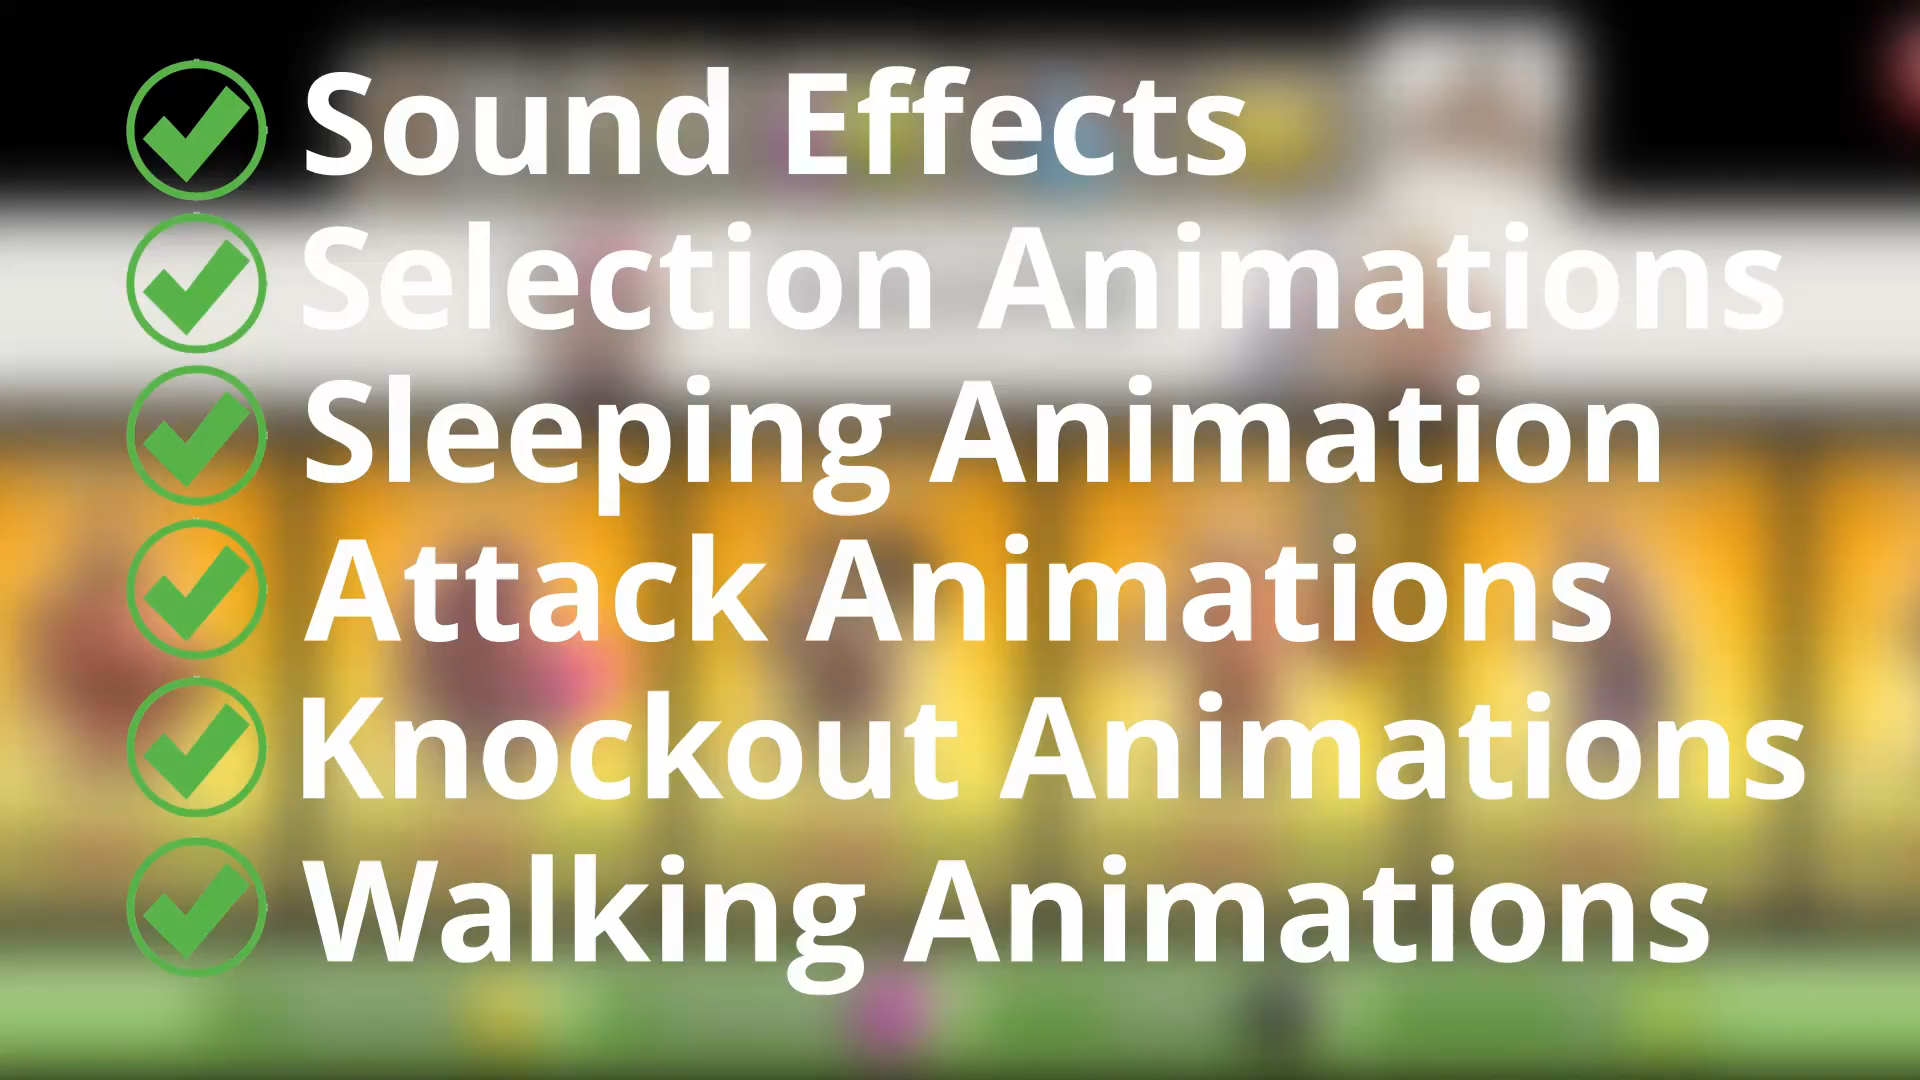 Sound Effects
Selection Animations
Sleeping Animation
Attack Animations
Knockout Animations
Walking Animations